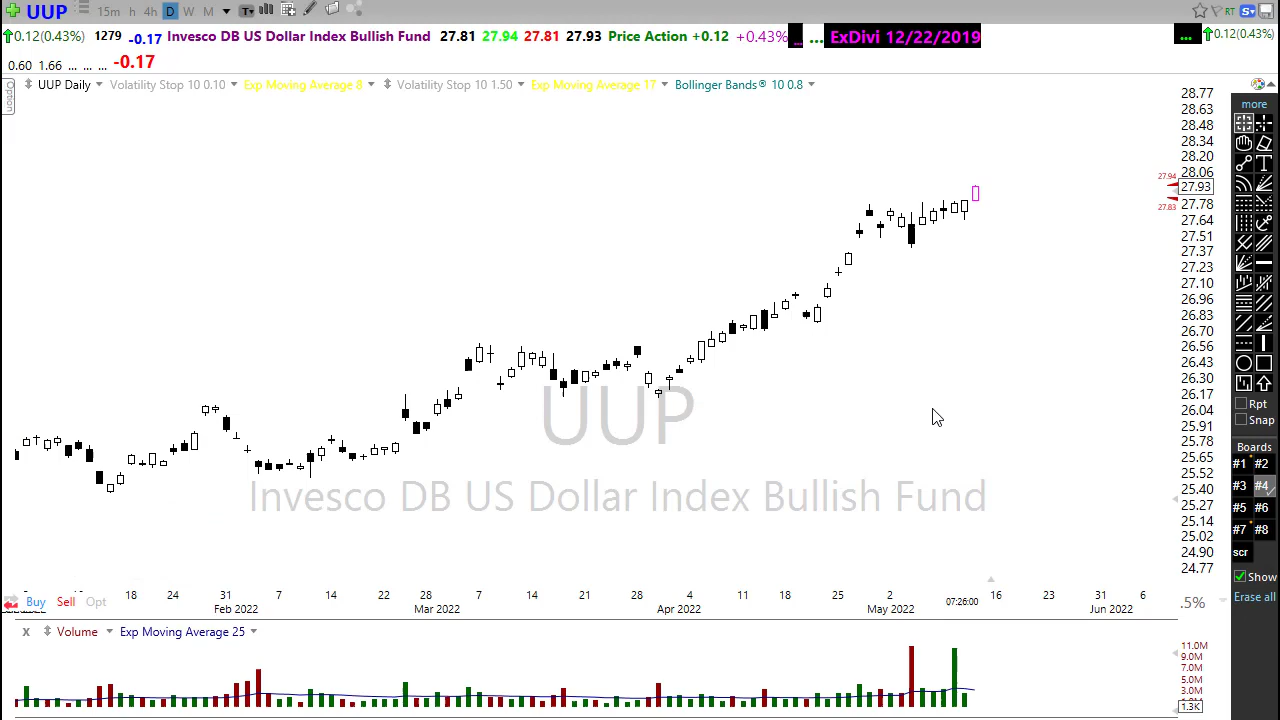 UUP 15m h 4h D W M T▾ RT S
0.12(0.43%) 1279 -0.17 Invesco DB US Dollar Index Bullish Fund 27.81 27.94 27.81 27.93 Price Action +0.12 +0.43% ... ExDivi 12/22/2019 ... 0.12(0.43%)
0.60 1.66 ... ... ... -0.17
Option
UUP Daily Volatility Stop 10 0.10 Exp Moving Average 8 Volatility Stop 10 1.50 Exp Moving Average 17 Bollinger Bands® 10 0.8
28.77
28.63
28.48
28.34
28.20
28.06
27.94
27.93
27.83
27.78
27.64
27.51
27.37
27.23
27.10
26.96
26.83
26.70
26.56
26.43
26.30
26.17
26.04
25.91
25.78
25.65
25.52
25.40
25.27
25.14
25.02
24.90
24.77
UUP
Invesco DB US Dollar Index Bullish Fund
more
T
Rpt
Snap
Boards
#1 #2
#3 #4
#5 #6
#7 #8
scr
Show
Erase all
18 24 31 7 14 22 28 7 14 21 28 4 11 18 25 2 07:26:00 16 23 31 6
Feb 2022 Mar 2022 Apr 2022 May 2022 Jun 2022
Buy Sell Opt
.5%
x Volume Exp Moving Average 25
11.0M
9.0M
7.0M
5.0M
3.0M
1.3K